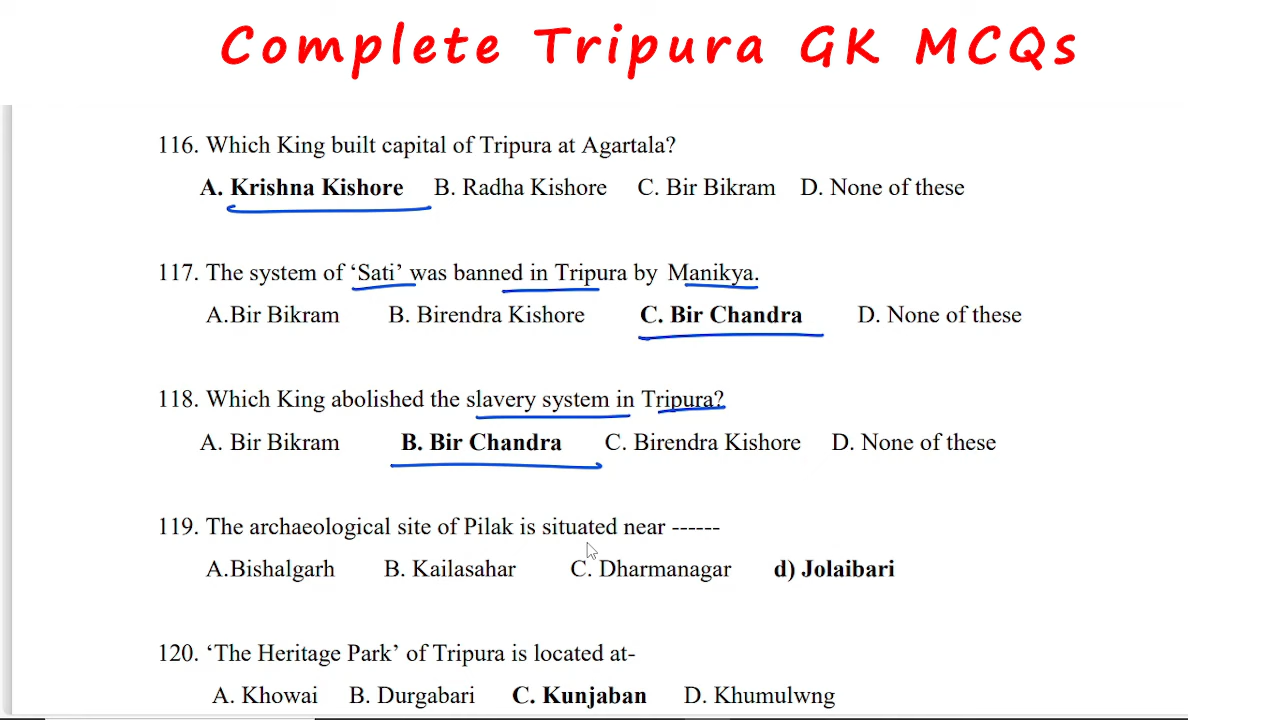 Complete Tripura GK MCQs
116. Which King built capital of Tripura at Agartala?
A. Krishna Kishore B. Radha Kishore C. Bir Bikram D. None of these
117. The system of ‘Sati’ was banned in Tripura by Manikya.
A.Bir Bikram B. Birendra Kishore C. Bir Chandra D. None of these
118. Which King abolished the slavery system in Tripura?
A. Bir Bikram B. Bir Chandra C. Birendra Kishore D. None of these
119. The archaeological site of Pilak is situated near ------
A.Bishalgarh B. Kailasahar C. Dharmanagar d) Jolaibari
120. ‘The Heritage Park’ of Tripura is located at-
A. Khowai B. Durgabari C. Kunjaban D. Khumulwng